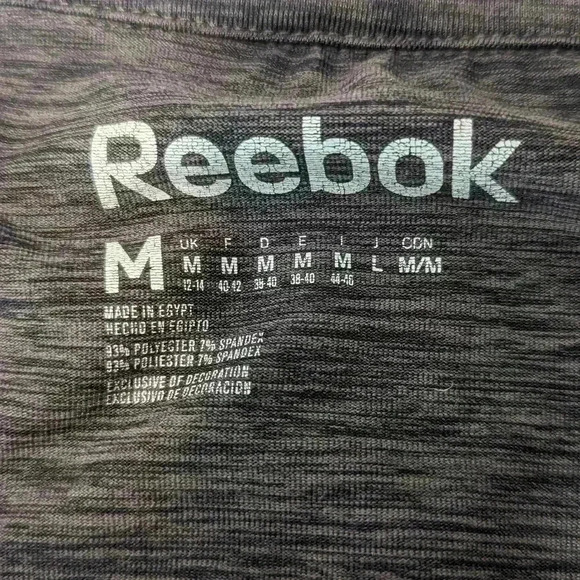 Reebok
M UK F D E I J CDN
M M M M M L M/M
12-14 40-42 38-40 38-40 44-46
MADE IN EGYPT
HECHO EN EGIPTO
93% POLYESTER 7% SPANDEX
93% POLIESTER 7% SPANDEX
EXCLUSIVE OF DECORATION
EXCLUSIVO DE DECORACION